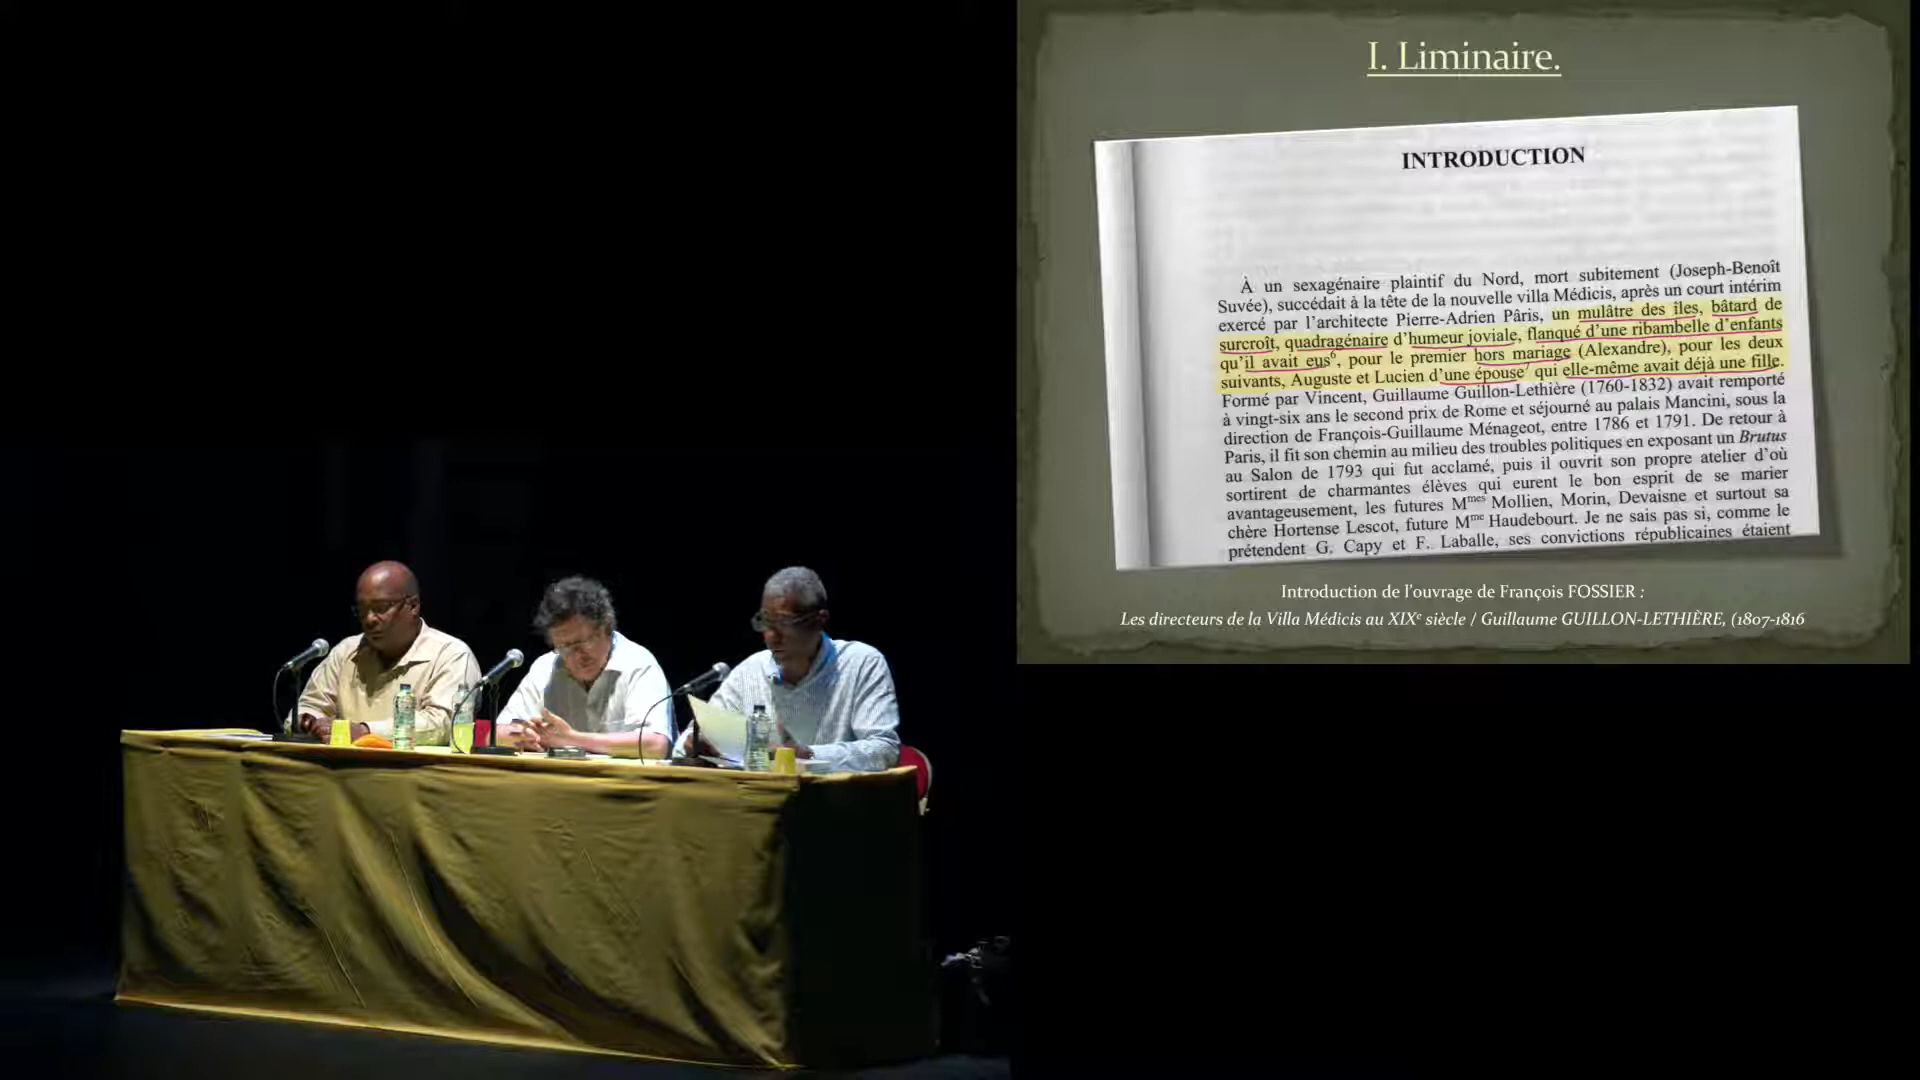 I. Liminaire.
INTRODUCTION
À un sexagénaire plaintif du Nord, mort subitement (Joseph-Benoît
Suvée), succédait à la tête de la nouvelle villa Médicis, après un court intérim
exercé par l'architecte Pierre-Adrien Pâris, un mulâtre des îles, bâtard de
surcroît, quadragénaire d'humeur joviale, flanqué d'une ribambelle d'enfants
qu'il avait eus⁶, pour le premier hors mariage (Alexandre), pour les deux
suivants, Auguste et Lucien d'une épouse⁷ qui elle-même avait déjà une fille.
Formé par Vincent, Guillaume Guillon-Lethière (1760-1832) avait remporté
à vingt-six ans le second prix de Rome et séjourné au palais Mancini, sous la
direction de François-Guillaume Ménageot, entre 1786 et 1791. De retour à
Paris, il fit son chemin au milieu des troubles politiques en exposant un Brutus
au Salon de 1793 qui fut acclamé, puis il ouvrit son propre atelier d'où
sortirent de charmantes élèves qui eurent le bon esprit de se marier
avantageusement, les futures Mmes Mollien, Morin, Devaisne et surtout sa
chère Hortense Lescot, future Mme Haudebourt. Je ne sais pas si, comme le
prétendent G. Capy et F. Laballe, ses convictions républicaines étaient
Introduction de l'ouvrage de François FOSSIER :
Les directeurs de la Villa Médicis au XIXe siècle / Guillaume GUILLON-LETHIÈRE, (1807-1816